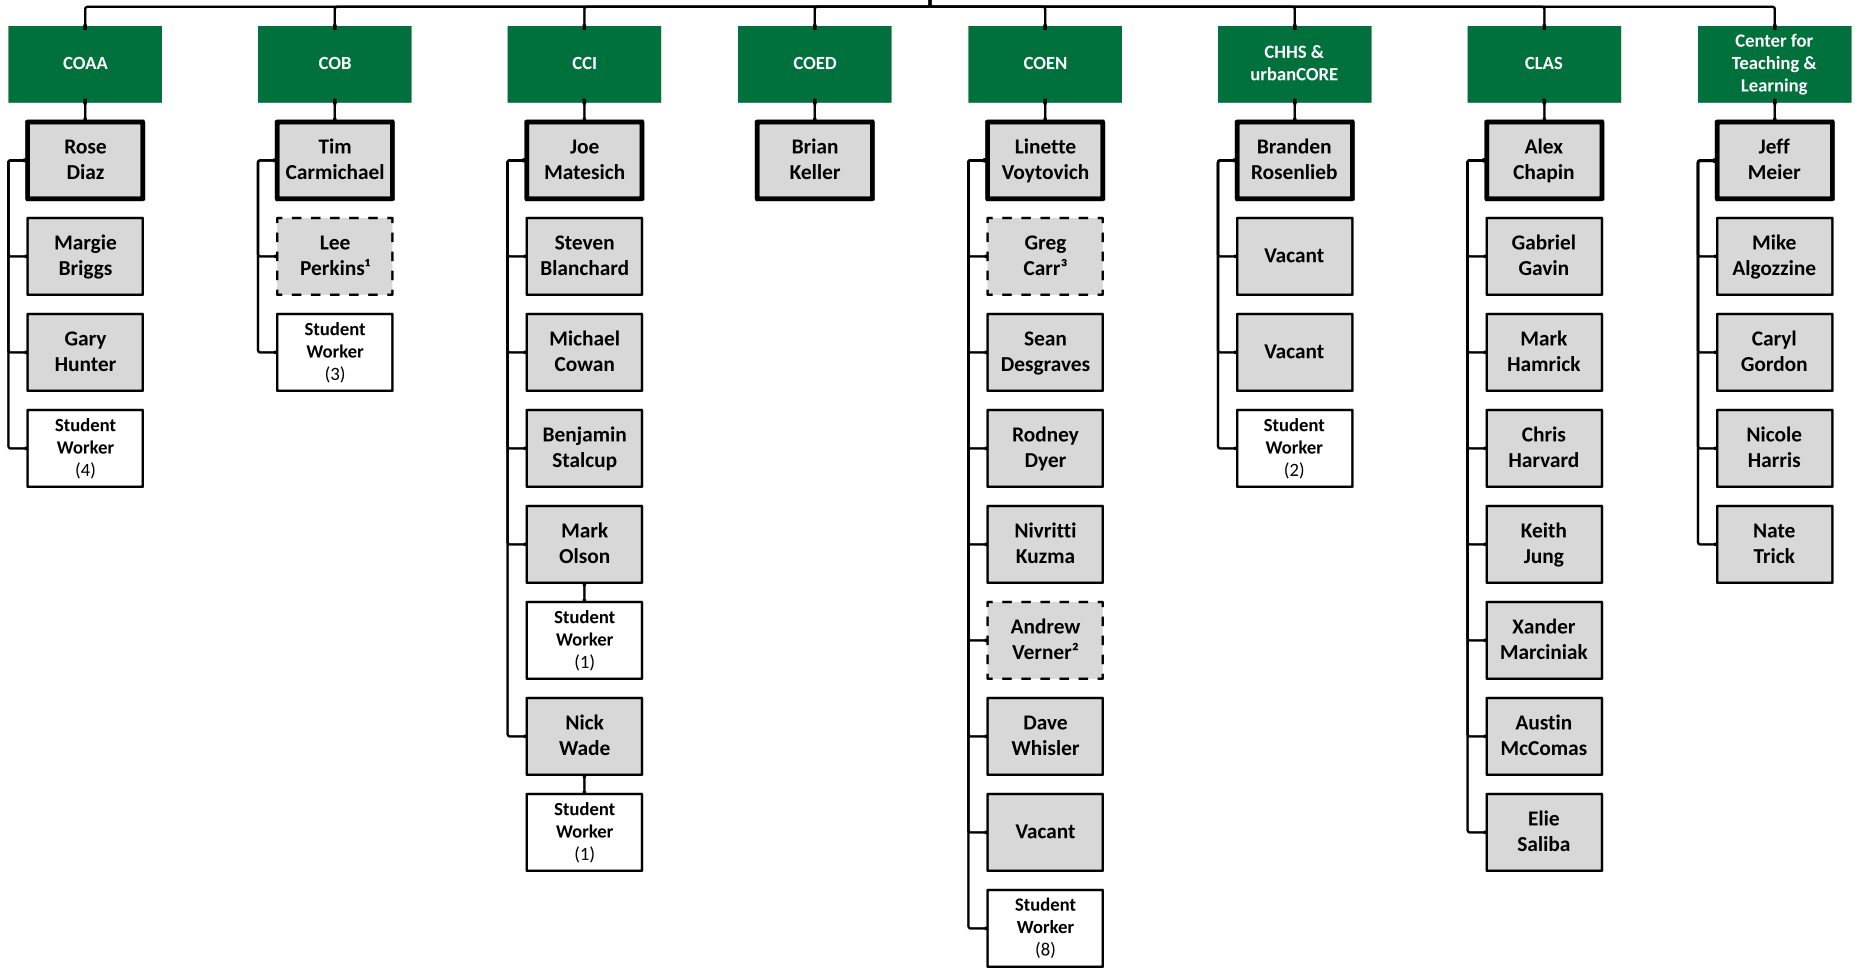 COAA
Rose
Diaz
Margie
Briggs
Gary
Hunter
Student
Worker
(4)
COB
Tim
Carmichael
Lee
Perkins¹
Student
Worker
(3)
CCI
Joe
Matesich
Steven
Blanchard
Michael
Cowan
Benjamin
Stalcup
Mark
Olson
Student
Worker
(1)
Nick
Wade
Student
Worker
(1)
COED
Brian
Keller
COEN
Linette
Voytovich
Greg
Carr³
Sean
Desgraves
Rodney
Dyer
Nivritti
Kuzma
Andrew
Verner²
Dave
Whisler
Vacant
Student
Worker
(8)
CHHS &
urbanCORE
Branden
Rosenlieb
Vacant
Vacant
Student
Worker
(2)
CLAS
Alex
Chapin
Gabriel
Gavin
Mark
Hamrick
Chris
Harvard
Keith
Jung
Xander
Marciniak
Austin
McComas
Elie
Saliba
Center for
Teaching &
Learning
Jeff
Meier
Mike
Algozzine
Caryl
Gordon
Nicole
Harris
Nate
Trick